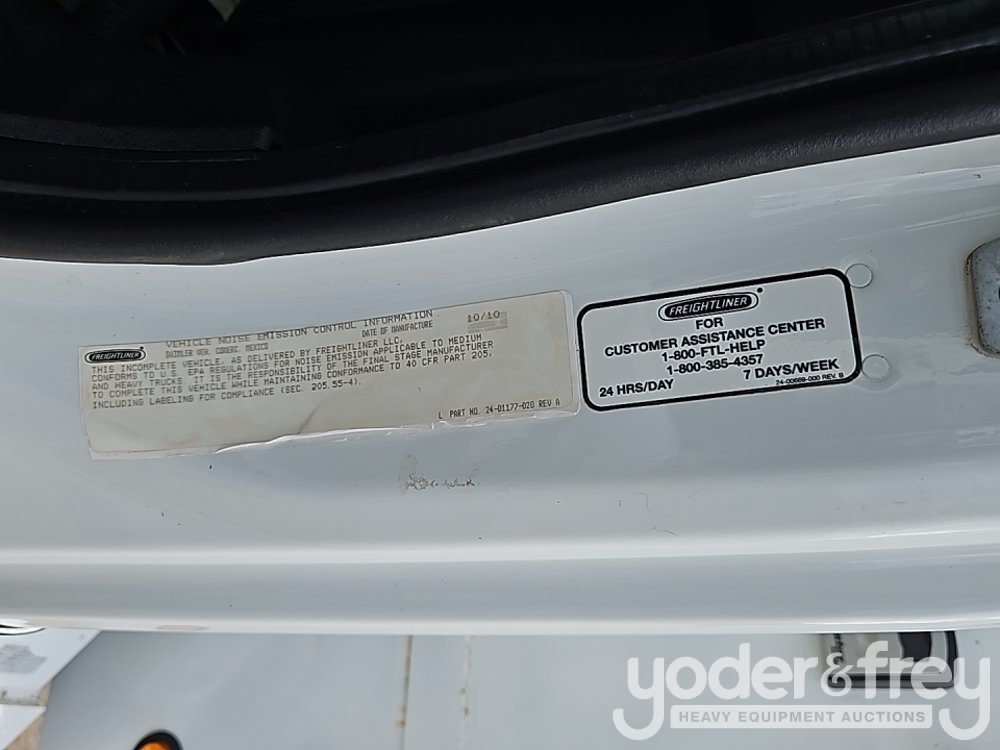 VEHICLE NOISE EMISSION CONTROL INFORMATION 10/10
FREIGHTLINER DAIMLER VEH. COMERC. MEXICO DATE OF MANUFACTURE
THIS INCOMPLETE VEHICLE, AS DELIVERED BY FREIGHTLINER LLC,
CONFORMS TO U.S. EPA REGULATIONS FOR NOISE EMISSION APPLICABLE TO MEDIUM
AND HEAVY TRUCKS. IT IS THE RESPONSIBILITY OF THE FINAL STAGE MANUFACTURER
TO COMPLETE THIS VEHICLE WHILE MAINTAINING CONFORMANCE TO 40 CFR PART 205,
INCLUDING LABELING FOR COMPLIANCE (SEC. 205.55-4).
L PART NO. 24-01177-020 REV A
FREIGHTLINER
FOR
CUSTOMER ASSISTANCE CENTER
1-800-FTL-HELP
1-800-385-4357
24 HRS/DAY 7 DAYS/WEEK
24-00669-000 REV. B
yoder&frey
HEAVY EQUIPMENT AUCTIONS